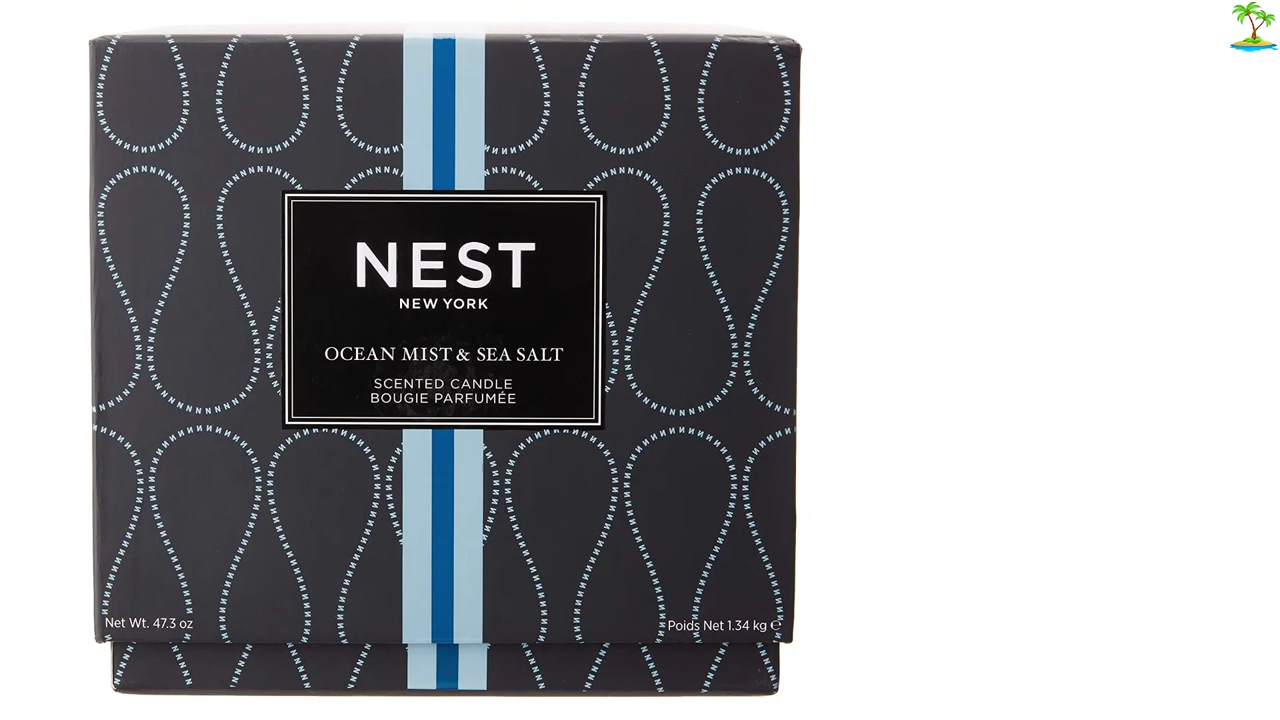 NEST
NEW YORK
OCEAN MIST & SEA SALT
SCENTED CANDLE
BOUGIE PARFUMÉE
Net Wt. 47.3 oz
Poids Net 1.34 kg ℮